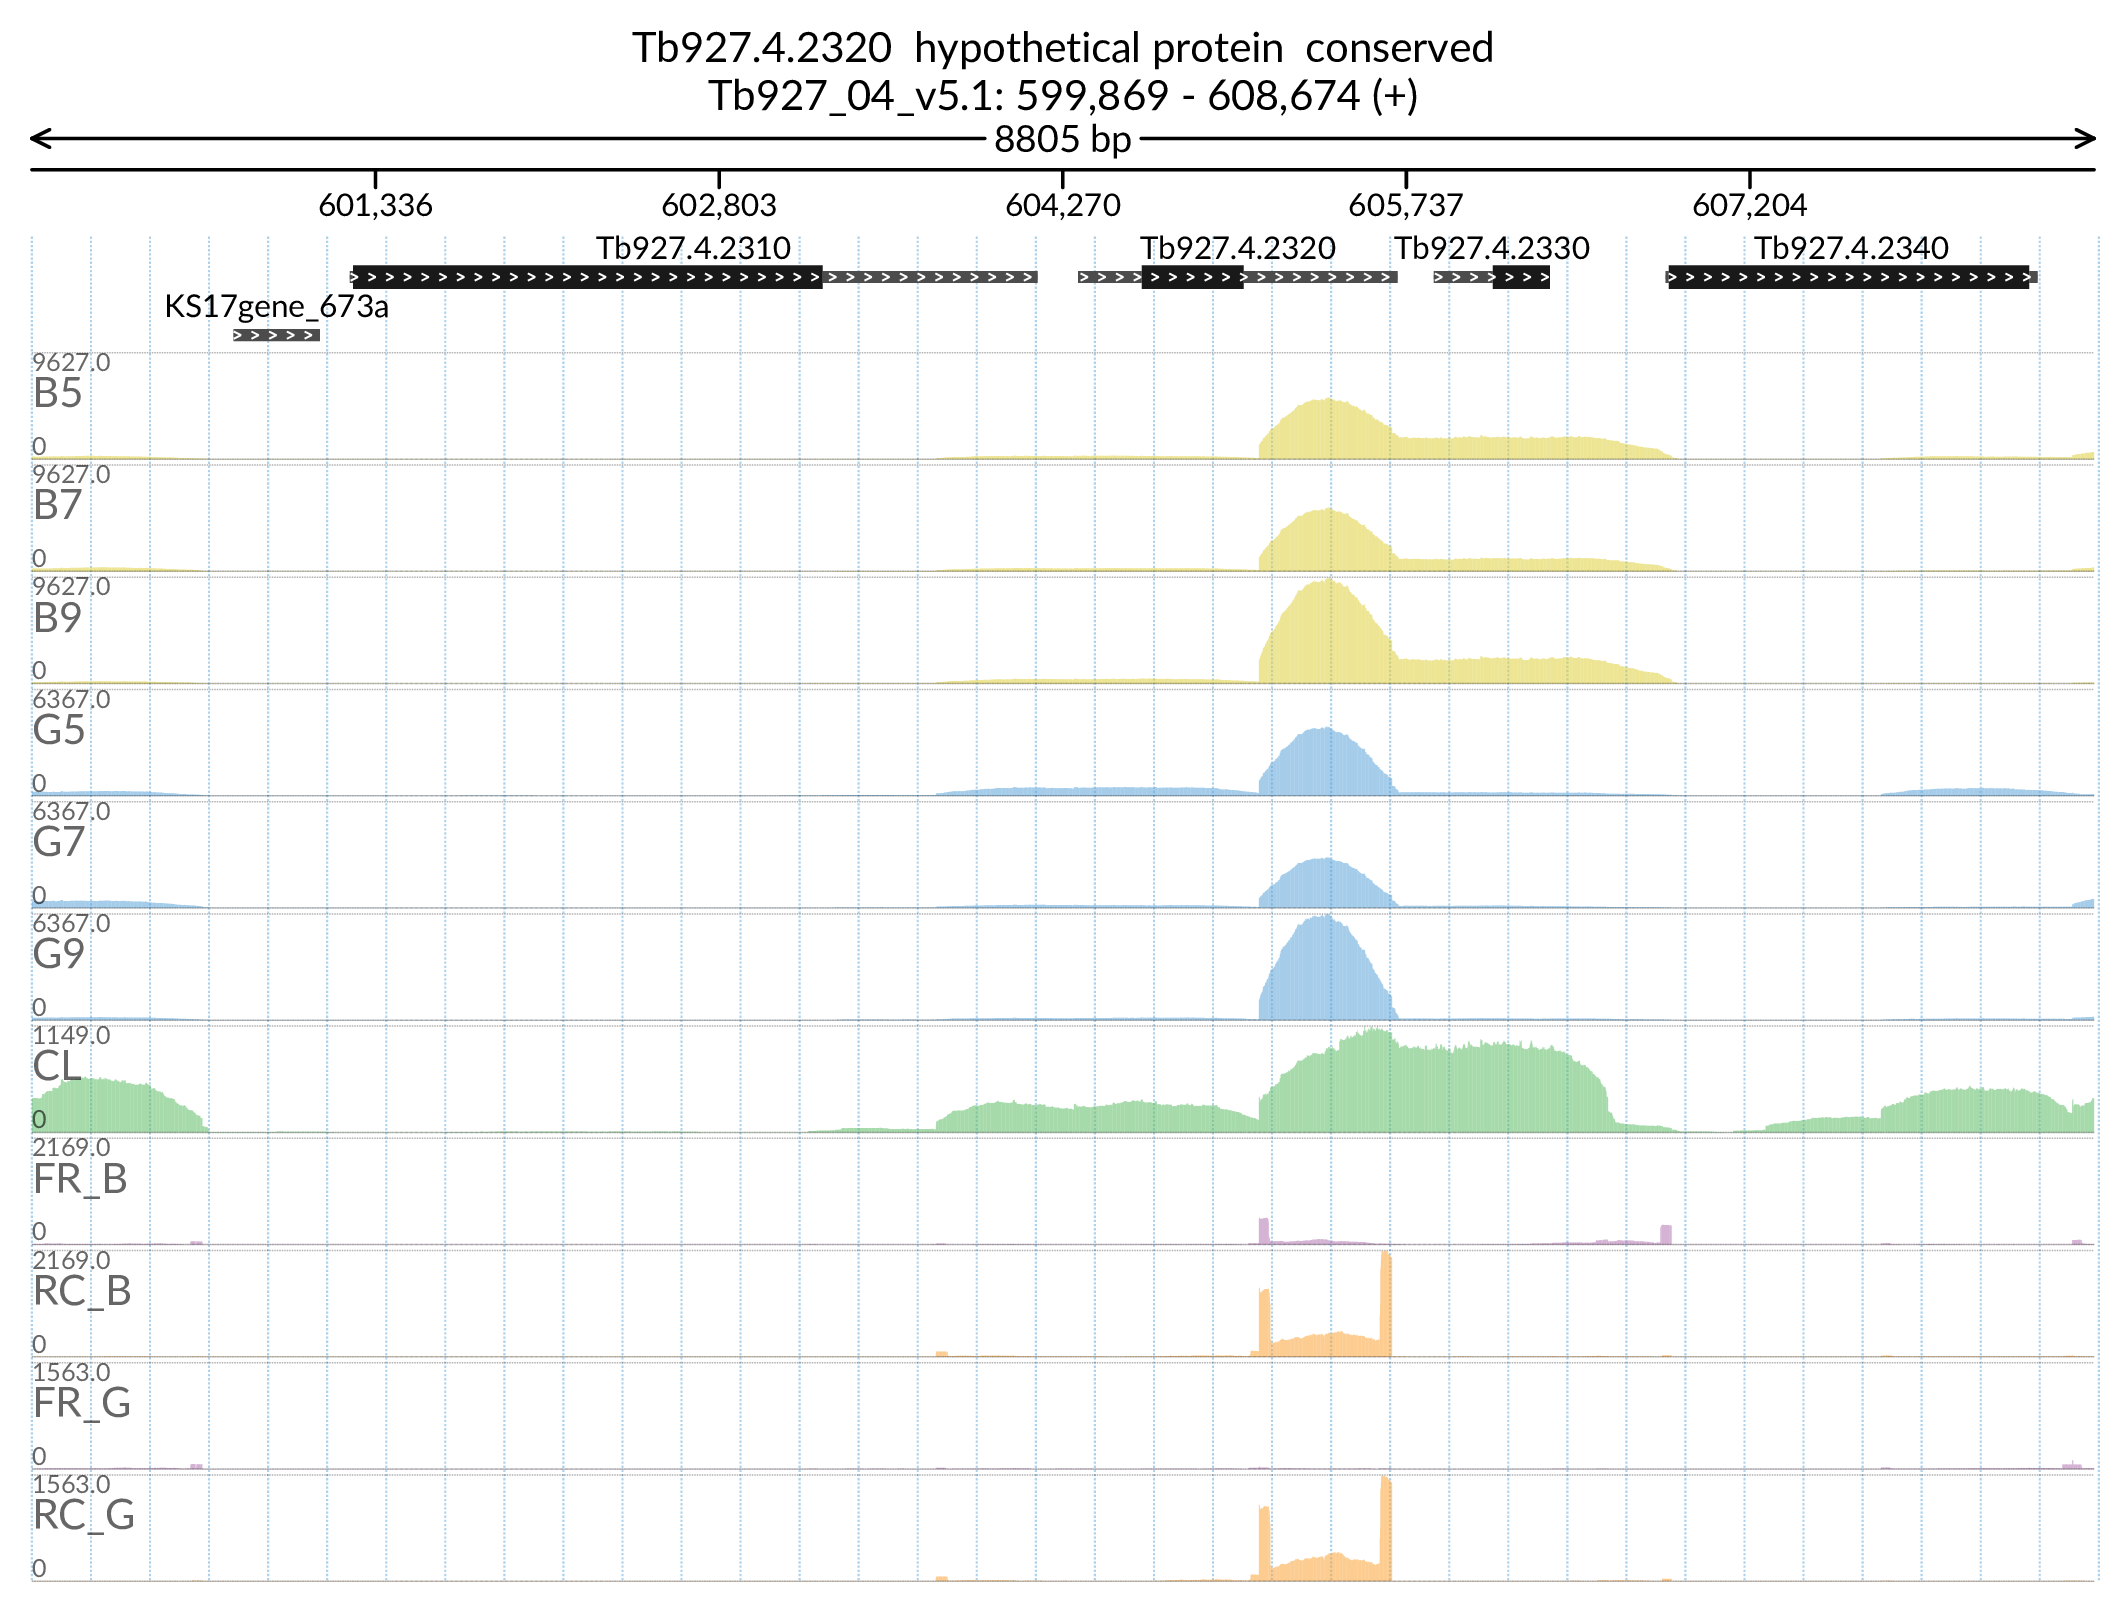 Tb927.4.2320 hypothetical protein conserved
Tb927_04_v5.1: 599,869 - 608,674 (+)
8805 bp
601,336 602,803 604,270 605,737 607,204
Tb927.4.2310 Tb927.4.2320 Tb927.4.2330 Tb927.4.2340
KS17gene_673a
9627.0
B5
0
9627.0
B7
0
9627.0
B9
0
6367.0
G5
0
6367.0
G7
0
6367.0
G9
0
1149.0
CL
0
2169.0
FR_B
0
2169.0
RC_B
0
1563.0
FR_G
0
1563.0
RC_G
0